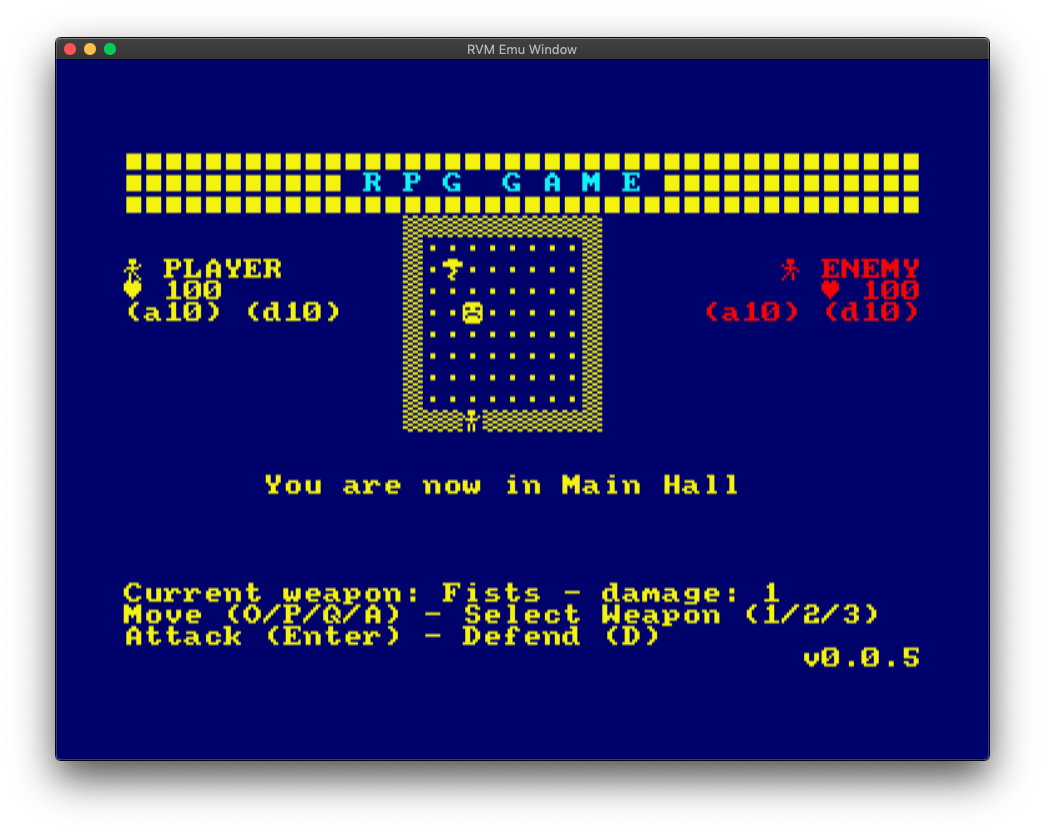 RVM Emu Window
R P G G A M E
PLAYER
ENEMY
100
100
(a10) (d10)
(a10) (d10)
You are now in Main Hall
Current weapon: Fists - damage: 1
Move (O/P/Q/A) - Select Weapon (1/2/3)
Attack (Enter) - Defend (D)
v0.0.5